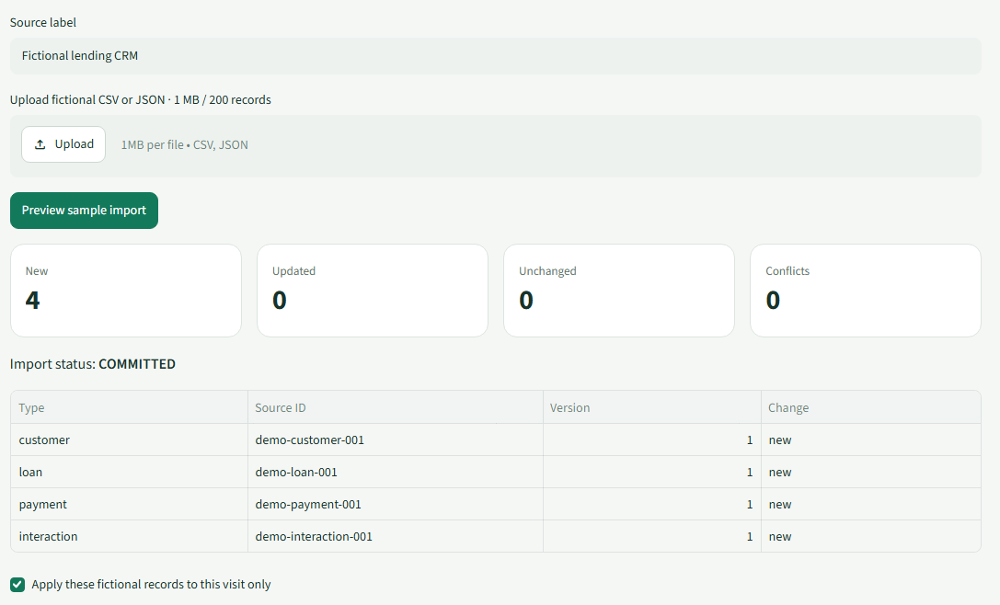 Source label
Fictional lending CRM
Upload fictional CSV or JSON · 1 MB / 200 records
Upload 1MB per file • CSV, JSON
Preview sample import
New Updated Unchanged Conflicts
4 0 0 0
Import status: COMMITTED
Type Source ID Version Change
customer demo-customer-001 1 new
loan demo-loan-001 1 new
payment demo-payment-001 1 new
interaction demo-interaction-001 1 new
Apply these fictional records to this visit only